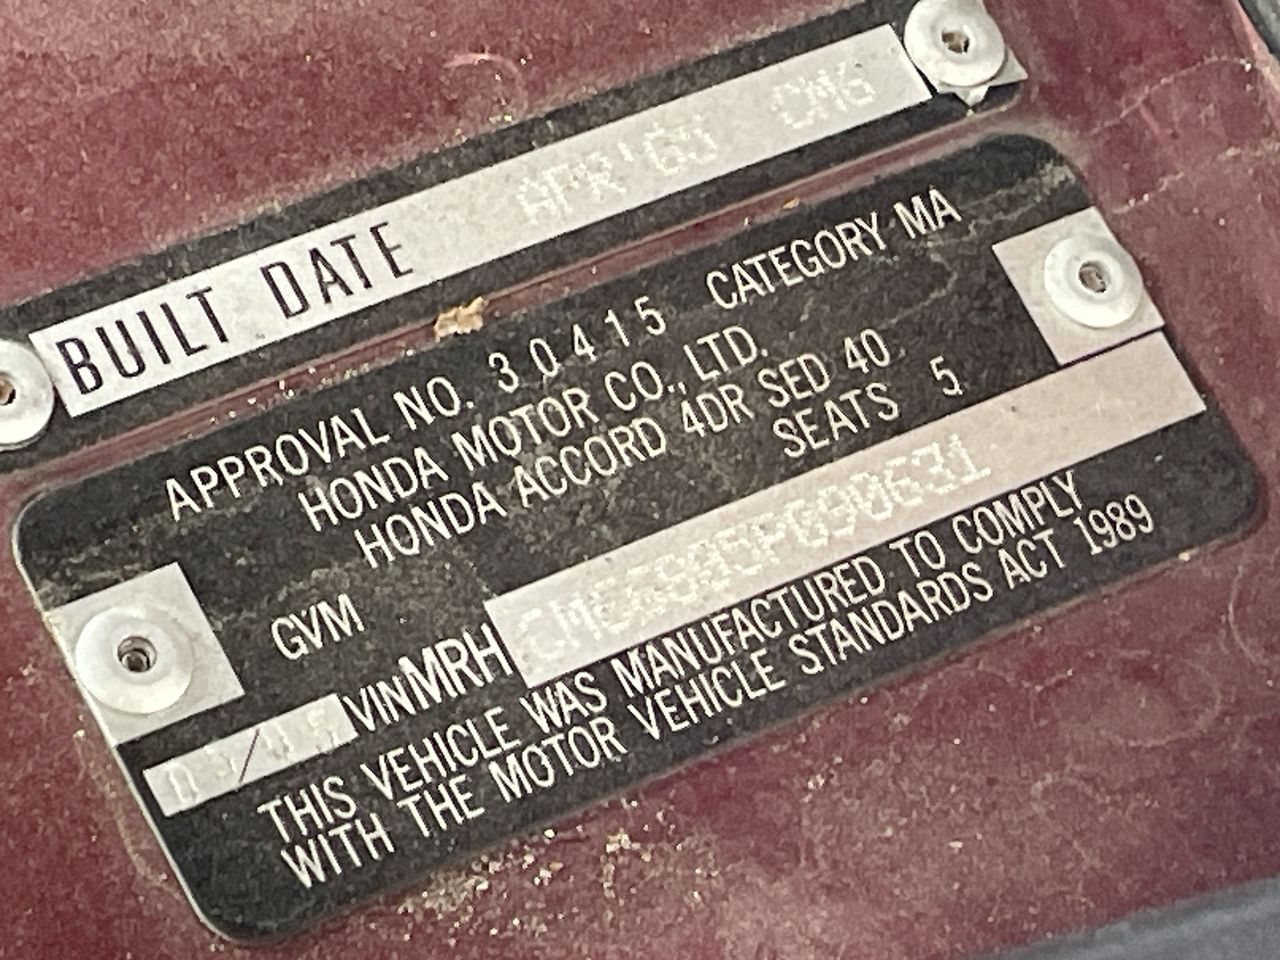 BUILT DATE APR'05 CM6
APPROVAL NO. 30415 CATEGORY MA
HONDA MOTOR CO., LTD.
HONDA ACCORD 4DR SED 40
SEATS 5
GVM
VIN MRH
THIS VEHICLE WAS MANUFACTURED TO COMPLY
WITH THE MOTOR VEHICLE STANDARDS ACT 1989